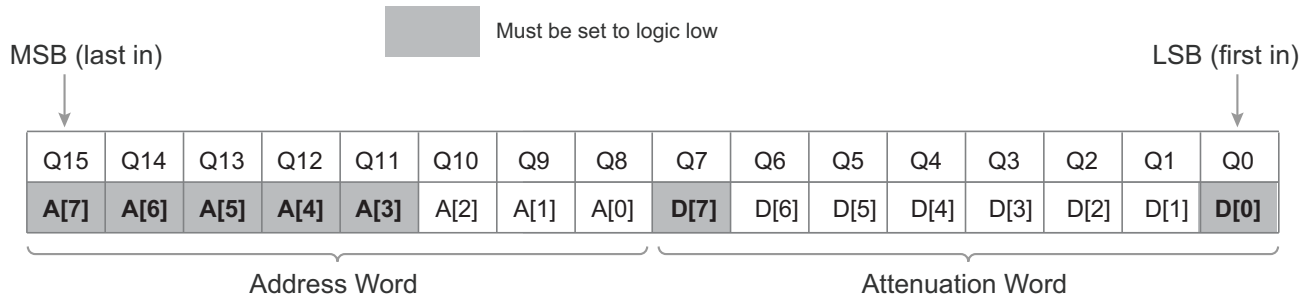 Must be set to logic low
MSB (last in)
LSB (first in)
Q15 Q14 Q13 Q12 Q11 Q10 Q9 Q8 Q7 Q6 Q5 Q4 Q3 Q2 Q1 Q0
A[7] A[6] A[5] A[4] A[3] A[2] A[1] A[0] D[7] D[6] D[5] D[4] D[3] D[2] D[1] D[0]
Address Word
Attenuation Word